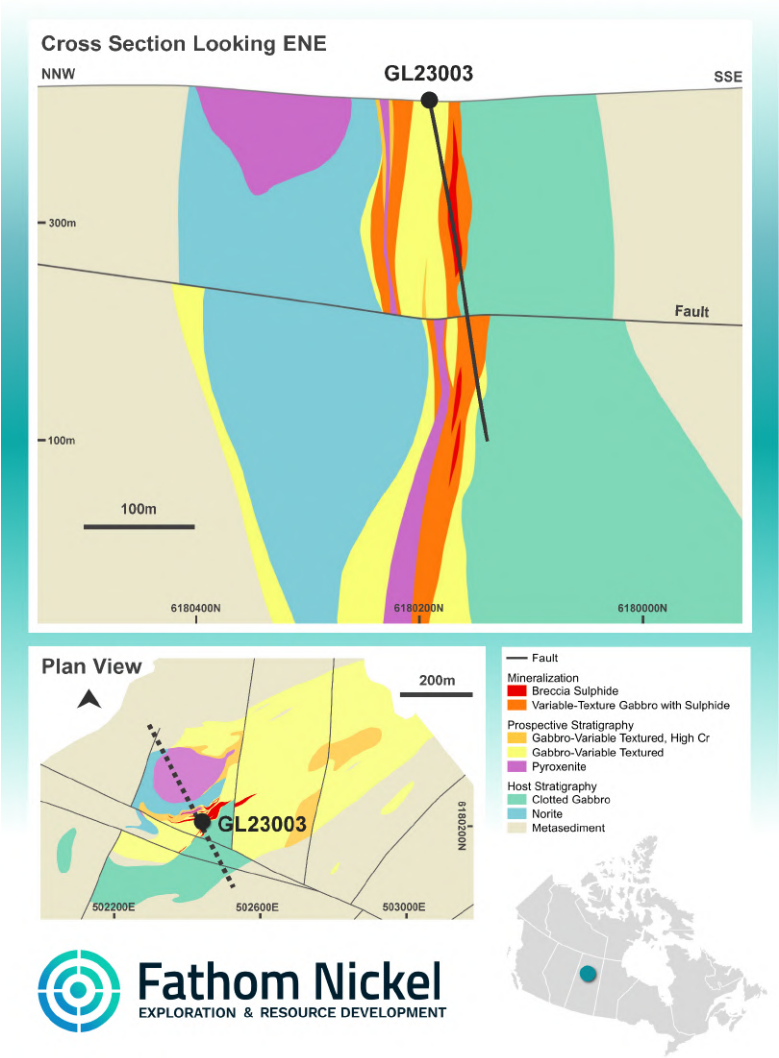 Cross Section Looking ENE
NNW
GL23003
SSE
300m
Fault
100m
100m
6180400N
6180200N
6180000N
Plan View
200m
GL23003
6180200N
502200E
502600E
503000E
Fault
Mineralization
Breccia Sulphide
Variable-Texture Gabbro with Sulphide
Prospective Stratigraphy
Gabbro-Variable Textured, High Cr
Gabbro-Variable Textured
Pyroxenite
Host Stratigraphy
Clotted Gabbro
Norite
Metasediment
Fathom Nickel
EXPLORATION & RESOURCE DEVELOPMENT